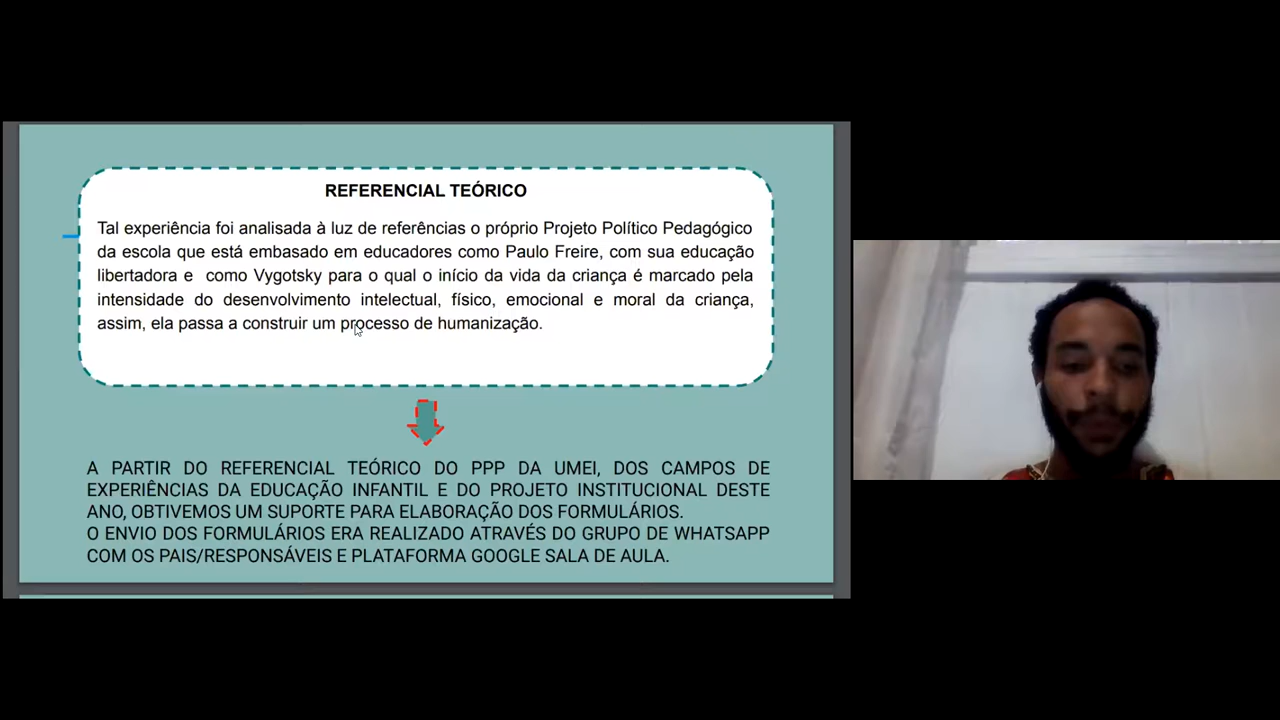 REFERENCIAL TEÓRICO
Tal experiência foi analisada à luz de referências o próprio Projeto Político Pedagógico
da escola que está embasado em educadores como Paulo Freire, com sua educação
libertadora e como Vygotsky para o qual o início da vida da criança é marcado pela
intensidade do desenvolvimento intelectual, físico, emocional e moral da criança,
assim, ela passa a construir um processo de humanização.
A PARTIR DO REFERENCIAL TEÓRICO DO PPP DA UMEI, DOS CAMPOS DE
EXPERIÊNCIAS DA EDUCAÇÃO INFANTIL E DO PROJETO INSTITUCIONAL DESTE
ANO, OBTIVEMOS UM SUPORTE PARA ELABORAÇÃO DOS FORMULÁRIOS.
O ENVIO DOS FORMULÁRIOS ERA REALIZADO ATRAVÉS DO GRUPO DE WHATSAPP
COM OS PAIS/RESPONSÁVEIS E PLATAFORMA GOOGLE SALA DE AULA.